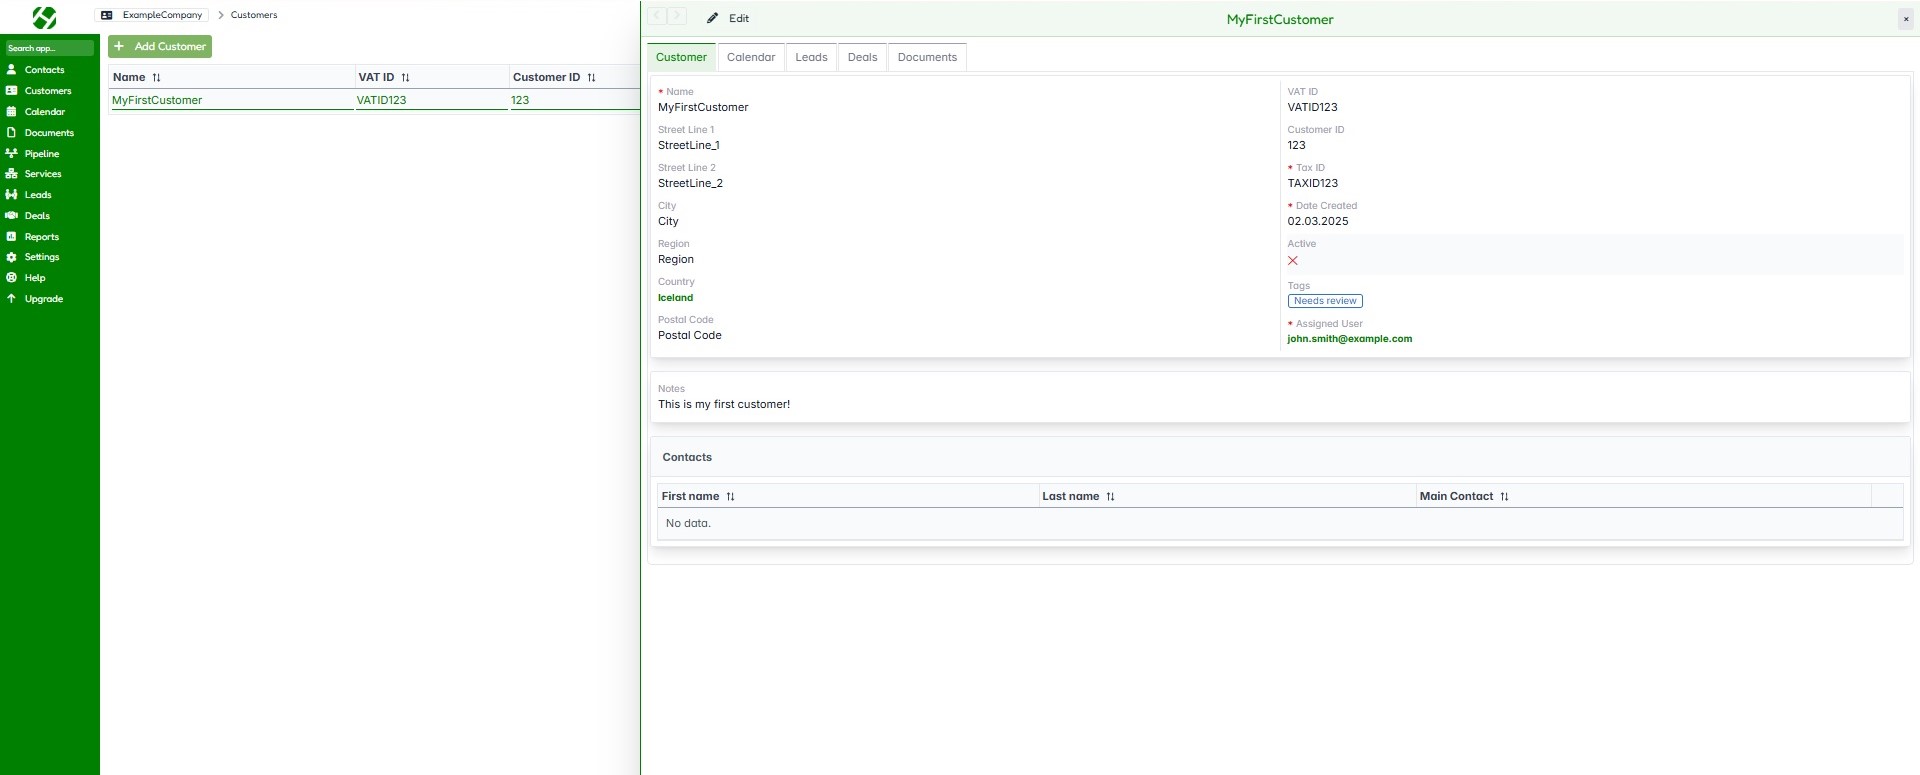 ExampleCompany > Customers
Search app...
Contacts
Customers
Calendar
Documents
Pipeline
Services
Leads
Deals
Reports
Settings
Help
Upgrade
+ Add Customer
Name VAT ID Customer ID
MyFirstCustomer VATID123 123
Edit
MyFirstCustomer
×
Customer Calendar Leads Deals Documents
* Name
MyFirstCustomer
Street Line 1
StreetLine_1
Street Line 2
StreetLine_2
City
City
Region
Region
Country
Iceland
Postal Code
Postal Code
VAT ID
VATID123
Customer ID
123
* Tax ID
TAXID123
* Date Created
02.03.2025
Active
Tags
Needs review
* Assigned User
john.smith@example.com
Notes
This is my first customer!
Contacts
First name Last name Main Contact
No data.